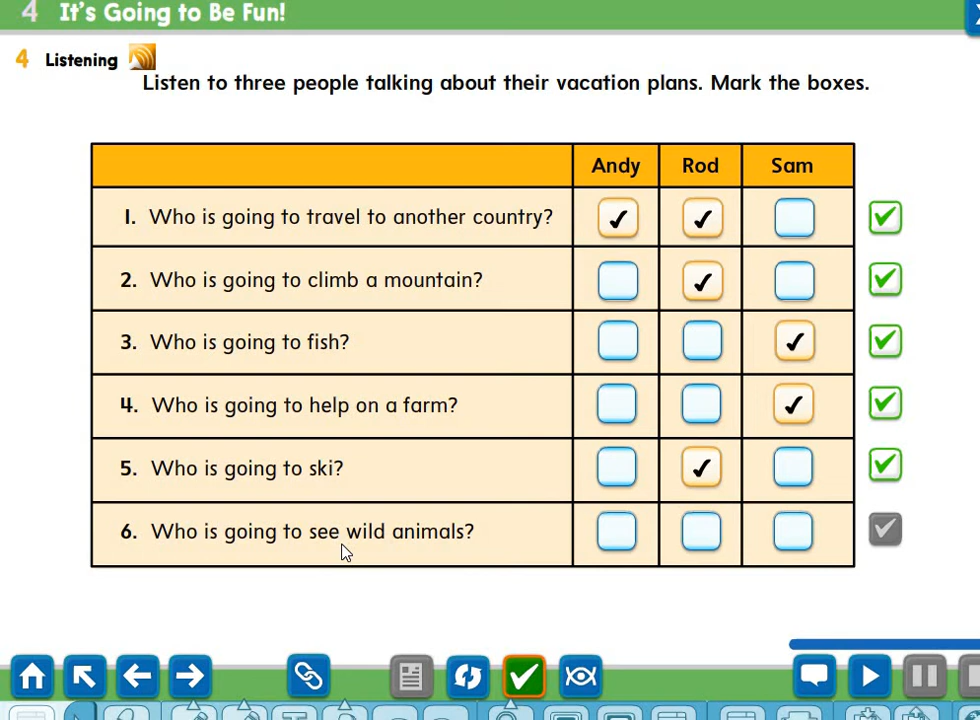 4 It's Going to Be Fun!
4 Listening
Listen to three people talking about their vacation plans. Mark the boxes.
Andy Rod Sam
1. Who is going to travel to another country?
2. Who is going to climb a mountain?
3. Who is going to fish?
4. Who is going to help on a farm?
5. Who is going to ski?
6. Who is going to see wild animals?